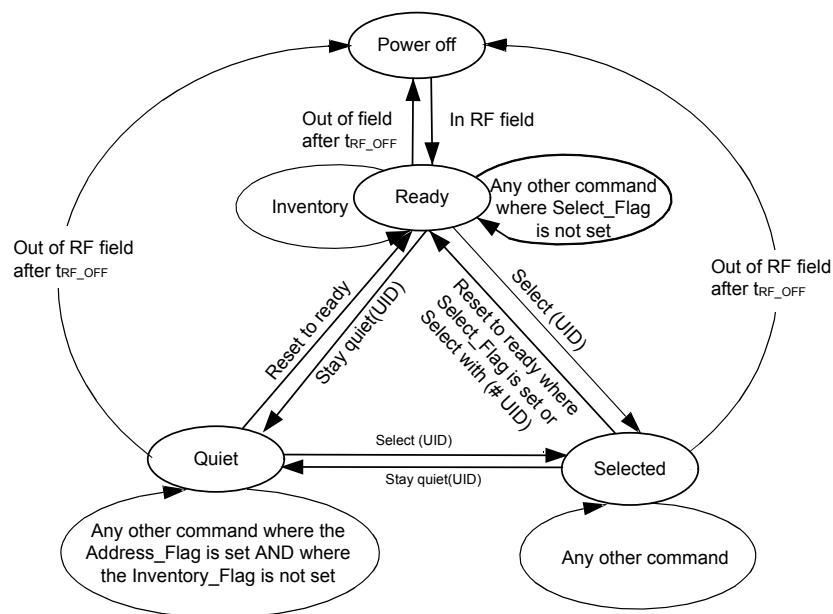 Power off
Out of field
after tRF_OFF
In RF field
Out of RF field
after tRF_OFF
Inventory
Ready
Any other command
where Select_Flag
is not set
Out of RF field
after tRF_OFF
Reset to ready
Stay quiet(UID)
Reset to ready where
Select_Flag is set or
Select with (# UID)
Select (UID)
Quiet
Select (UID)
Stay quiet(UID)
Selected
Any other command where the
Address_Flag is set AND where
the Inventory_Flag is not set
Any other command